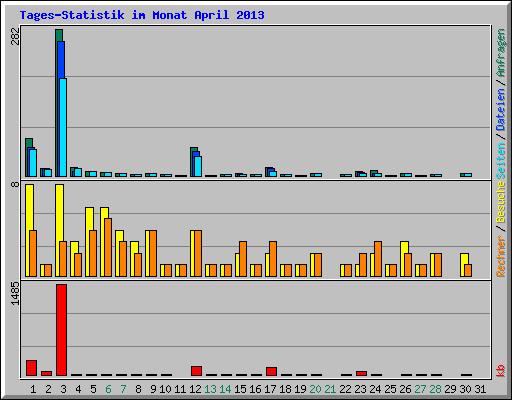 Tages-Statistik im Monat April 2013
282
8
1485
Rechner / Besuche Seiten / Dateien / Anfragen
kb
1 2 3 4 5 6 7 8 9 10 11 12 13 14 15 16 17 18 19 20 21 22 23 24 25 26 27 28 29 30 31